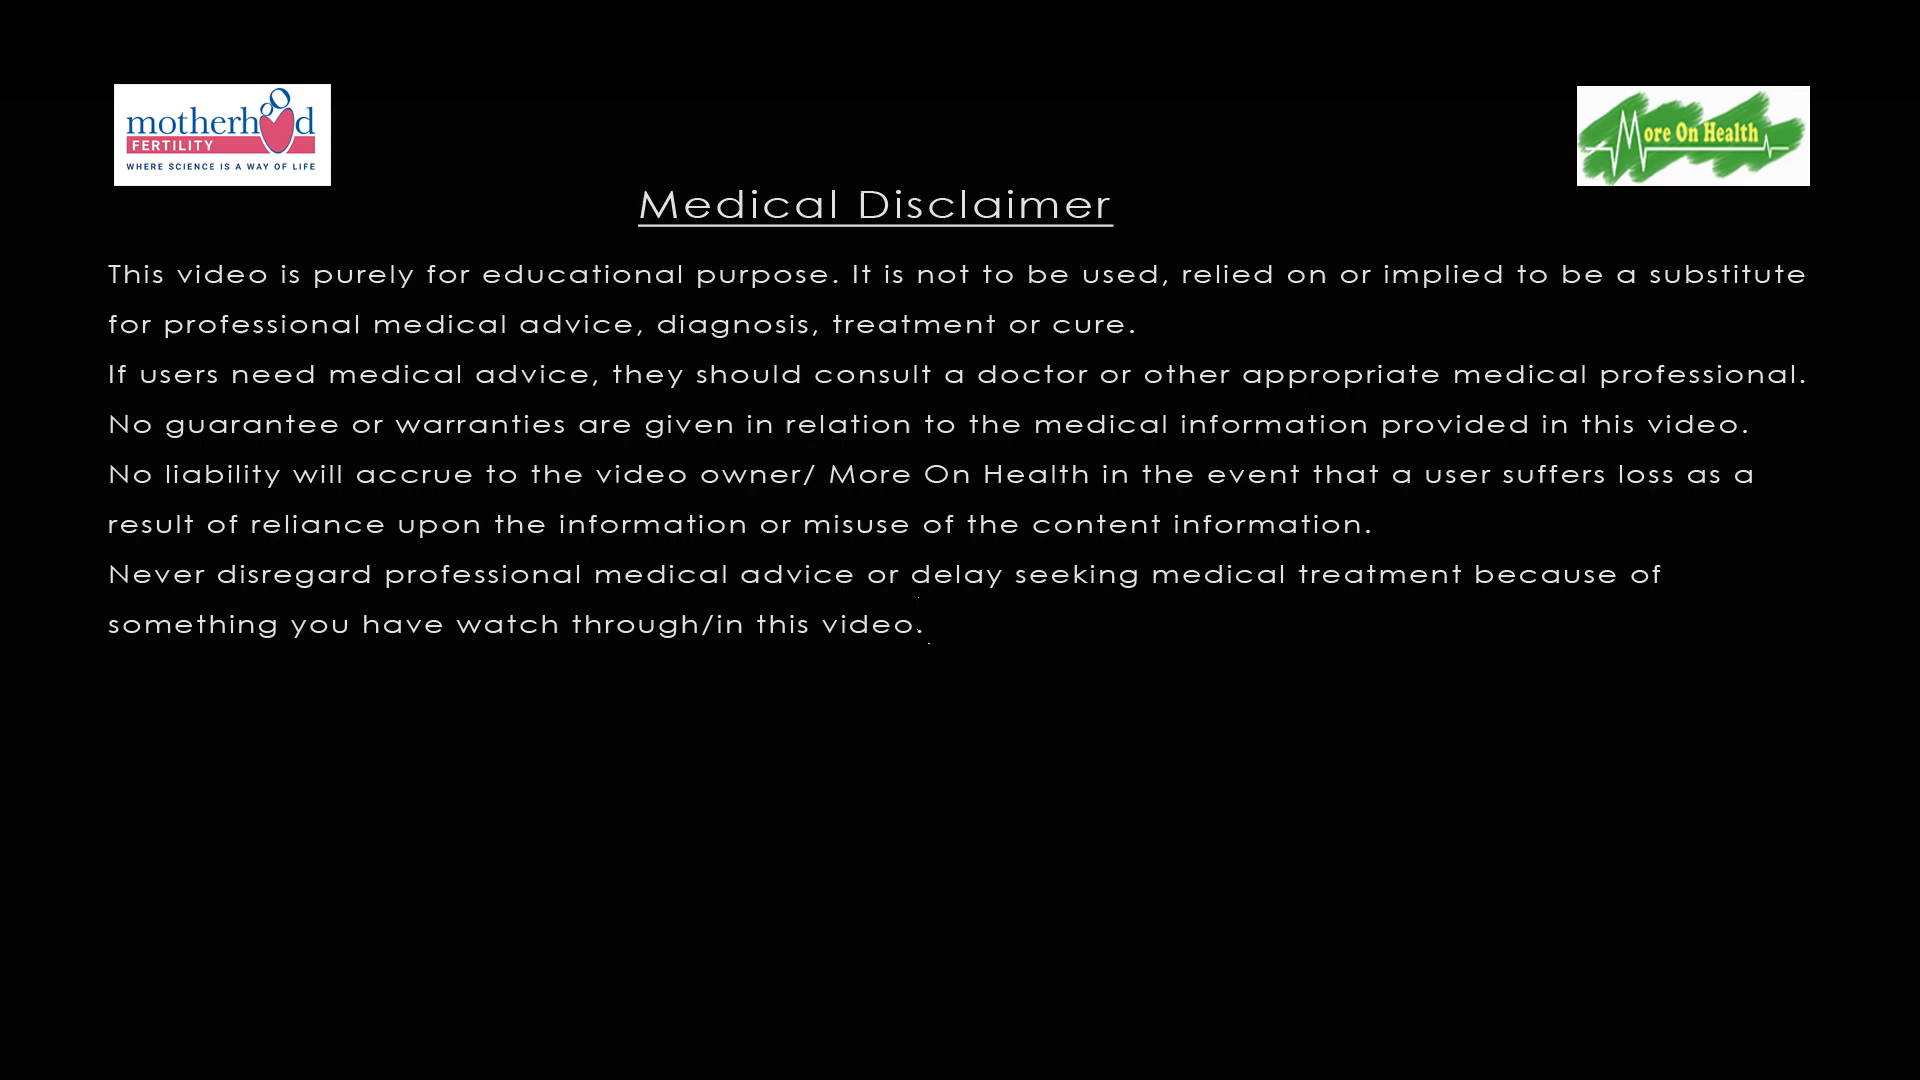 motherhood
FERTILITY
WHERE SCIENCE IS A WAY OF LIFE
More On Health
Medical Disclaimer
This video is purely for educational purpose. It is not to be used, relied on or implied to be a substitute
for professional medical advice, diagnosis, treatment or cure.
If users need medical advice, they should consult a doctor or other appropriate medical professional.
No guarantee or warranties are given in relation to the medical information provided in this video.
No liability will accrue to the video owner/ More On Health in the event that a user suffers loss as a
result of reliance upon the information or misuse of the content information.
Never disregard professional medical advice or delay seeking medical treatment because of
something you have watch through/in this video.